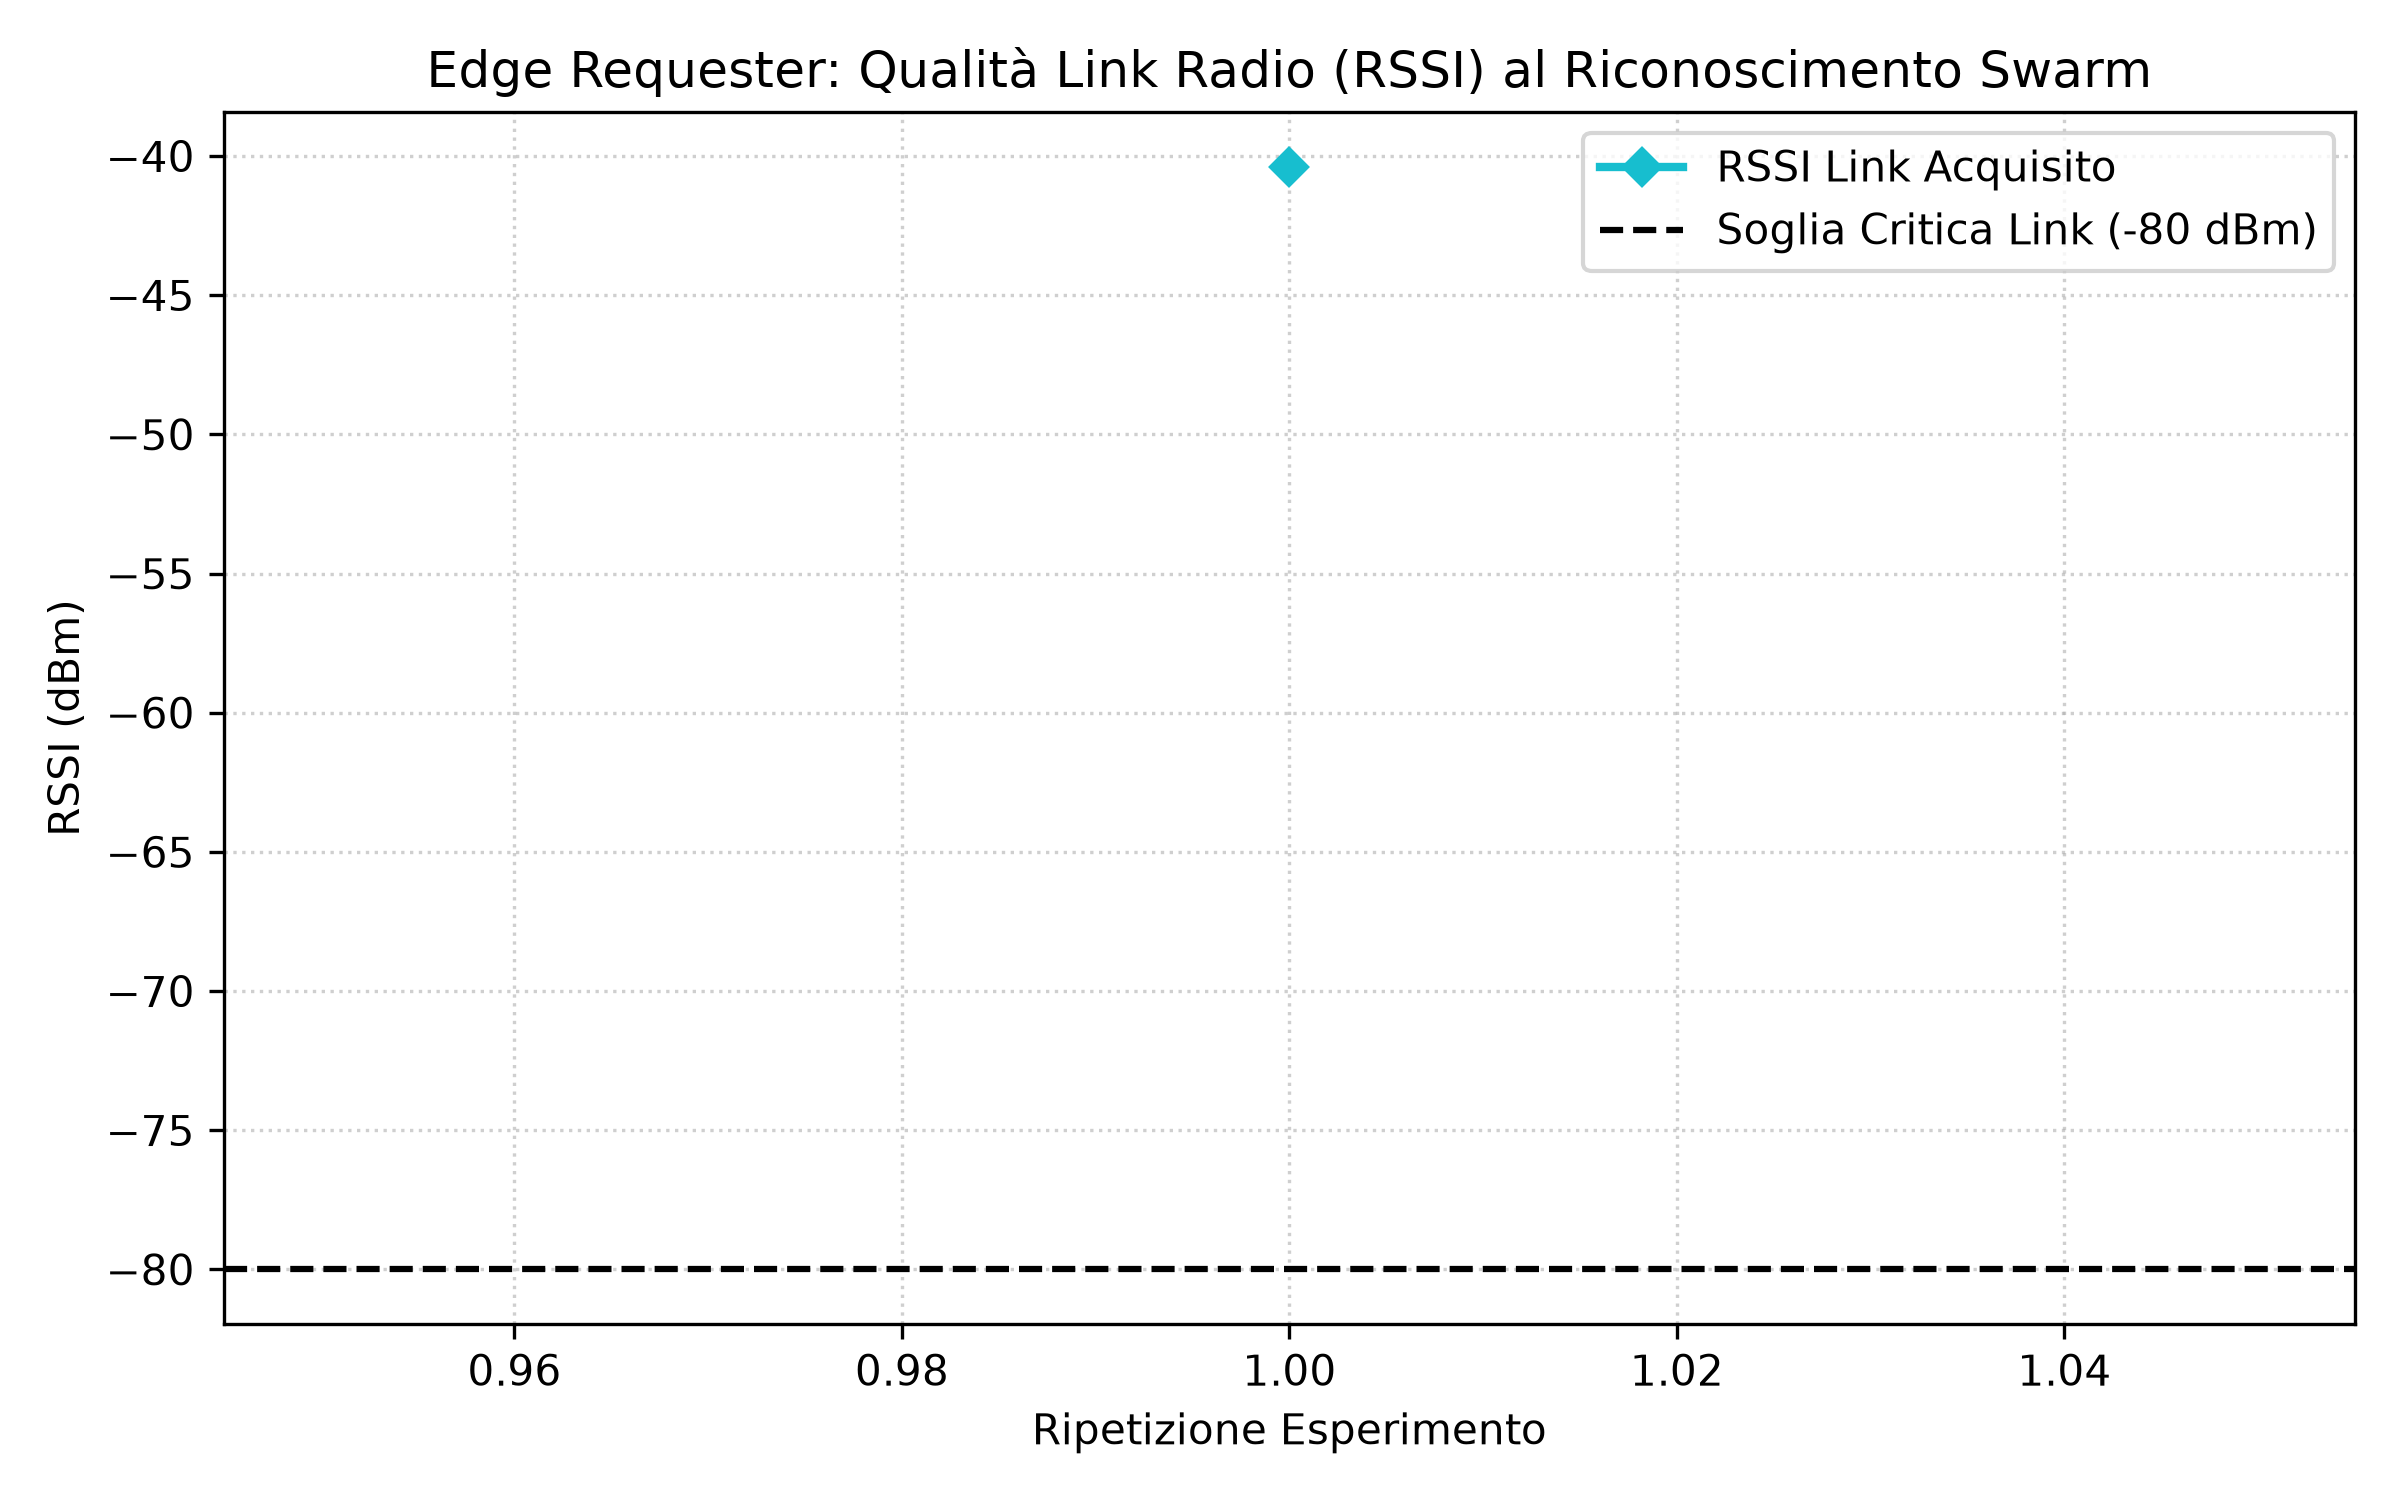 Edge Requester: Qualità Link Radio (RSSI) al Riconoscimento Swarm
RSSI Link Acquisito
Soglia Critica Link (-80 dBm)
RSSI (dBm)
−40
−45
−50
−55
−60
−65
−70
−75
−80
0.96 0.98 1.00 1.02 1.04
Ripetizione Esperimento